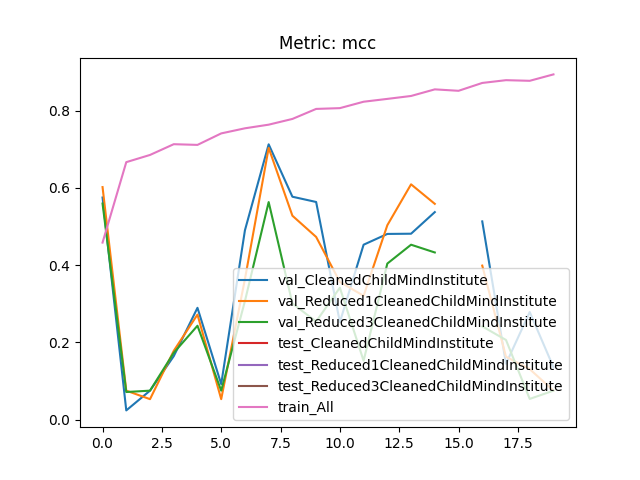 Metric: mcc
0.8
0.6
0.4
0.2
0.0
val_CleanedChildMindInstitute
val_Reduced1CleanedChildMindInstitute
val_Reduced3CleanedChildMindInstitute
test_CleanedChildMindInstitute
test_Reduced1CleanedChildMindInstitute
test_Reduced3CleanedChildMindInstitute
train_All
0.0 2.5 5.0 7.5 10.0 12.5 15.0 17.5